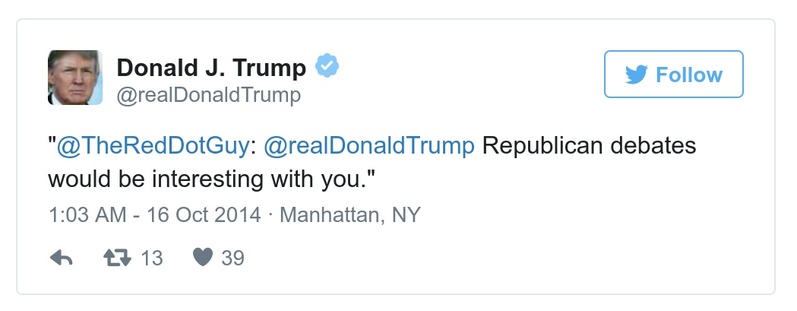 Donald J. Trump
@realDonaldTrump
Follow
"@TheRedDotGuy: @realDonaldTrump Republican debates
would be interesting with you."
1:03 AM - 16 Oct 2014 · Manhattan, NY
13 39